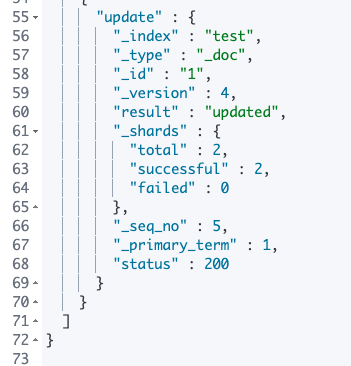 {
55 "update" : {
56 "_index" : "test",
57 "_type" : "_doc",
58 "_id" : "1",
59 "_version" : 4,
60 "result" : "updated",
61 "_shards" : {
62 "total" : 2,
63 "successful" : 2,
64 "failed" : 0
65 },
66 "_seq_no" : 5,
67 "_primary_term" : 1,
68 "status" : 200
69 }
70 }
71 ]
72 }
73